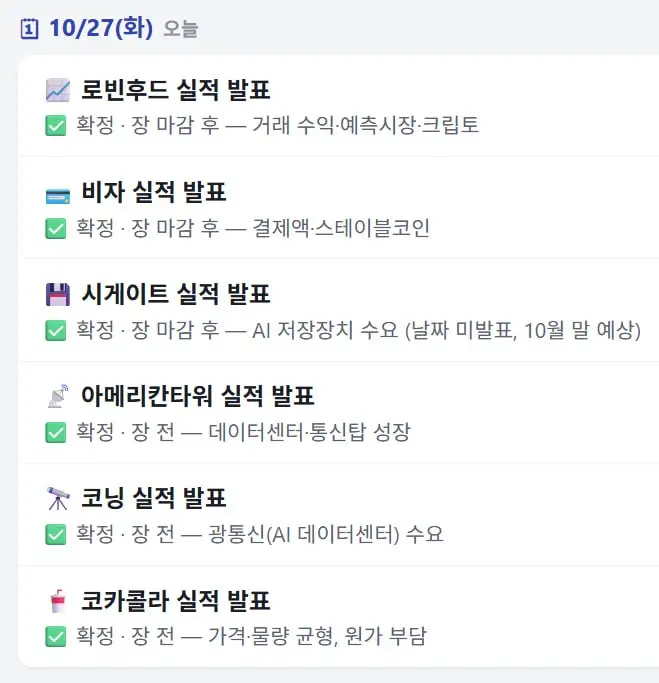 10/27(화) 오늘
로빈후드 실적 발표
확정 · 장 마감 후 — 거래 수익·예측시장·크립토
비자 실적 발표
확정 · 장 마감 후 — 결제액·스테이블코인
시게이트 실적 발표
확정 · 장 마감 후 — AI 저장장치 수요 (날짜 미발표, 10월 말 예상)
아메리칸타워 실적 발표
확정 · 장 전 — 데이터센터·통신탑 성장
코닝 실적 발표
확정 · 장 전 — 광통신(AI 데이터센터) 수요
코카콜라 실적 발표
확정 · 장 전 — 가격·물량 균형, 원가 부담